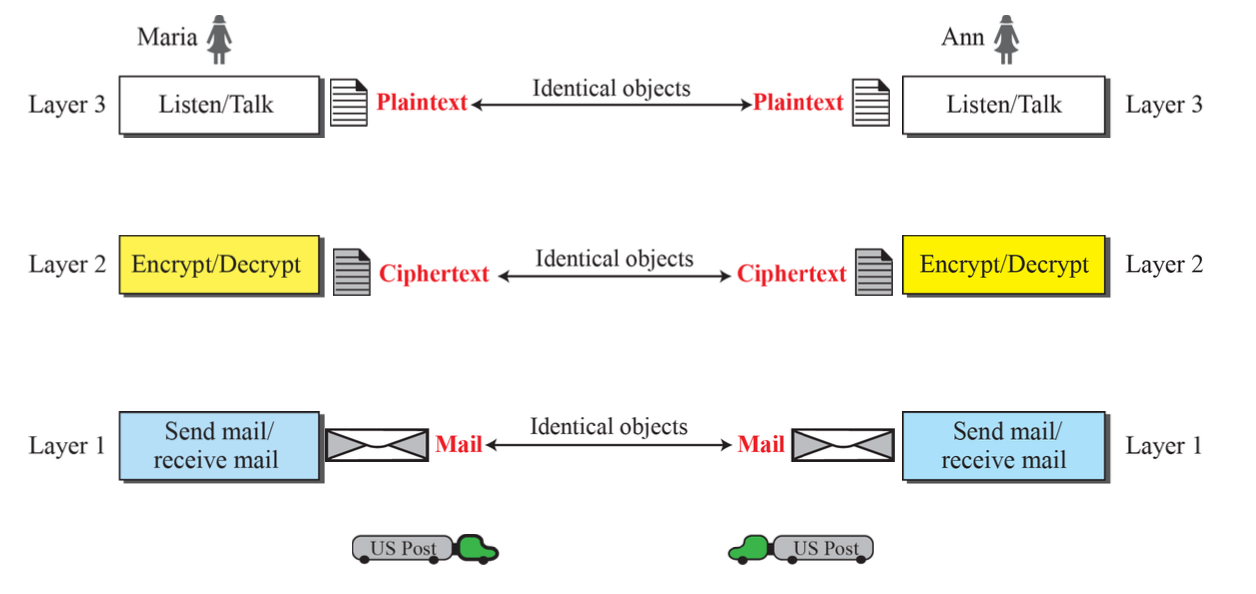 Maria
Ann
Layer 3
Listen/Talk
Plaintext
Identical objects
Plaintext
Listen/Talk
Layer 3
Layer 2
Encrypt/Decrypt
Ciphertext
Identical objects
Ciphertext
Encrypt/Decrypt
Layer 2
Layer 1
Send mail/
receive mail
Mail
Identical objects
Mail
Send mail/
receive mail
Layer 1
US Post
US Post